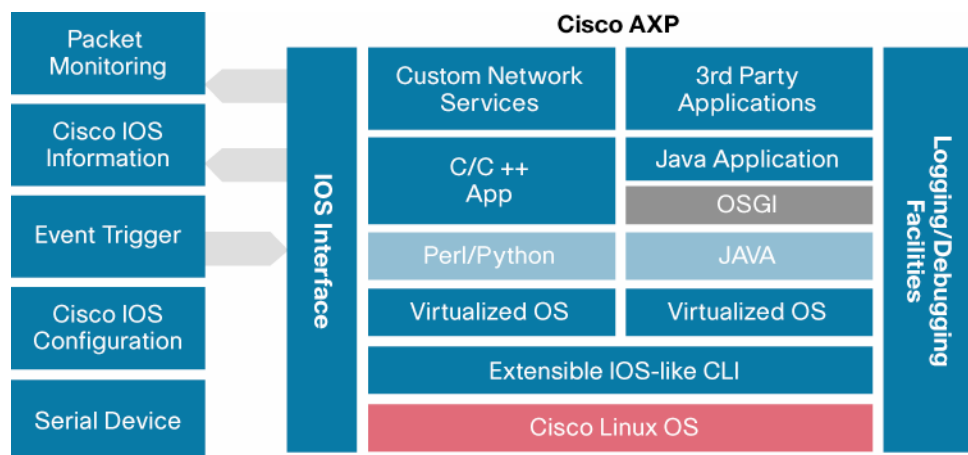 Cisco AXP
Packet
Monitoring
Cisco IOS
Information
Event Trigger
Cisco IOS
Configuration
Serial Device
IOS Interface
Custom Network
Services
C/C ++
App
Perl/Python
Virtualized OS
3rd Party
Applications
Java Application
OSGI
JAVA
Virtualized OS
Extensible IOS-like CLI
Cisco Linux OS
Logging/Debugging
Facilities